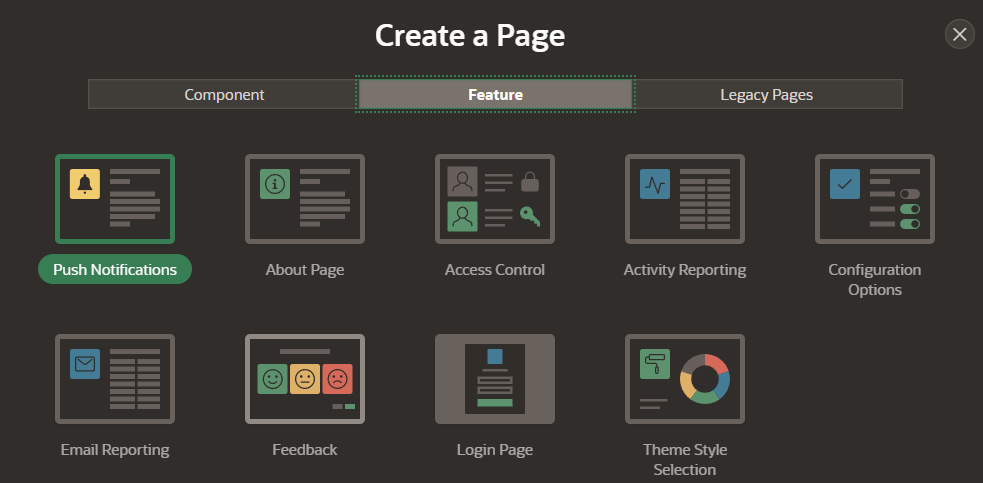 Create a Page
Component
Feature
Legacy Pages
Push Notifications
About Page
Access Control
Activity Reporting
Configuration
Options
Email Reporting
Feedback
Login Page
Theme Style
Selection